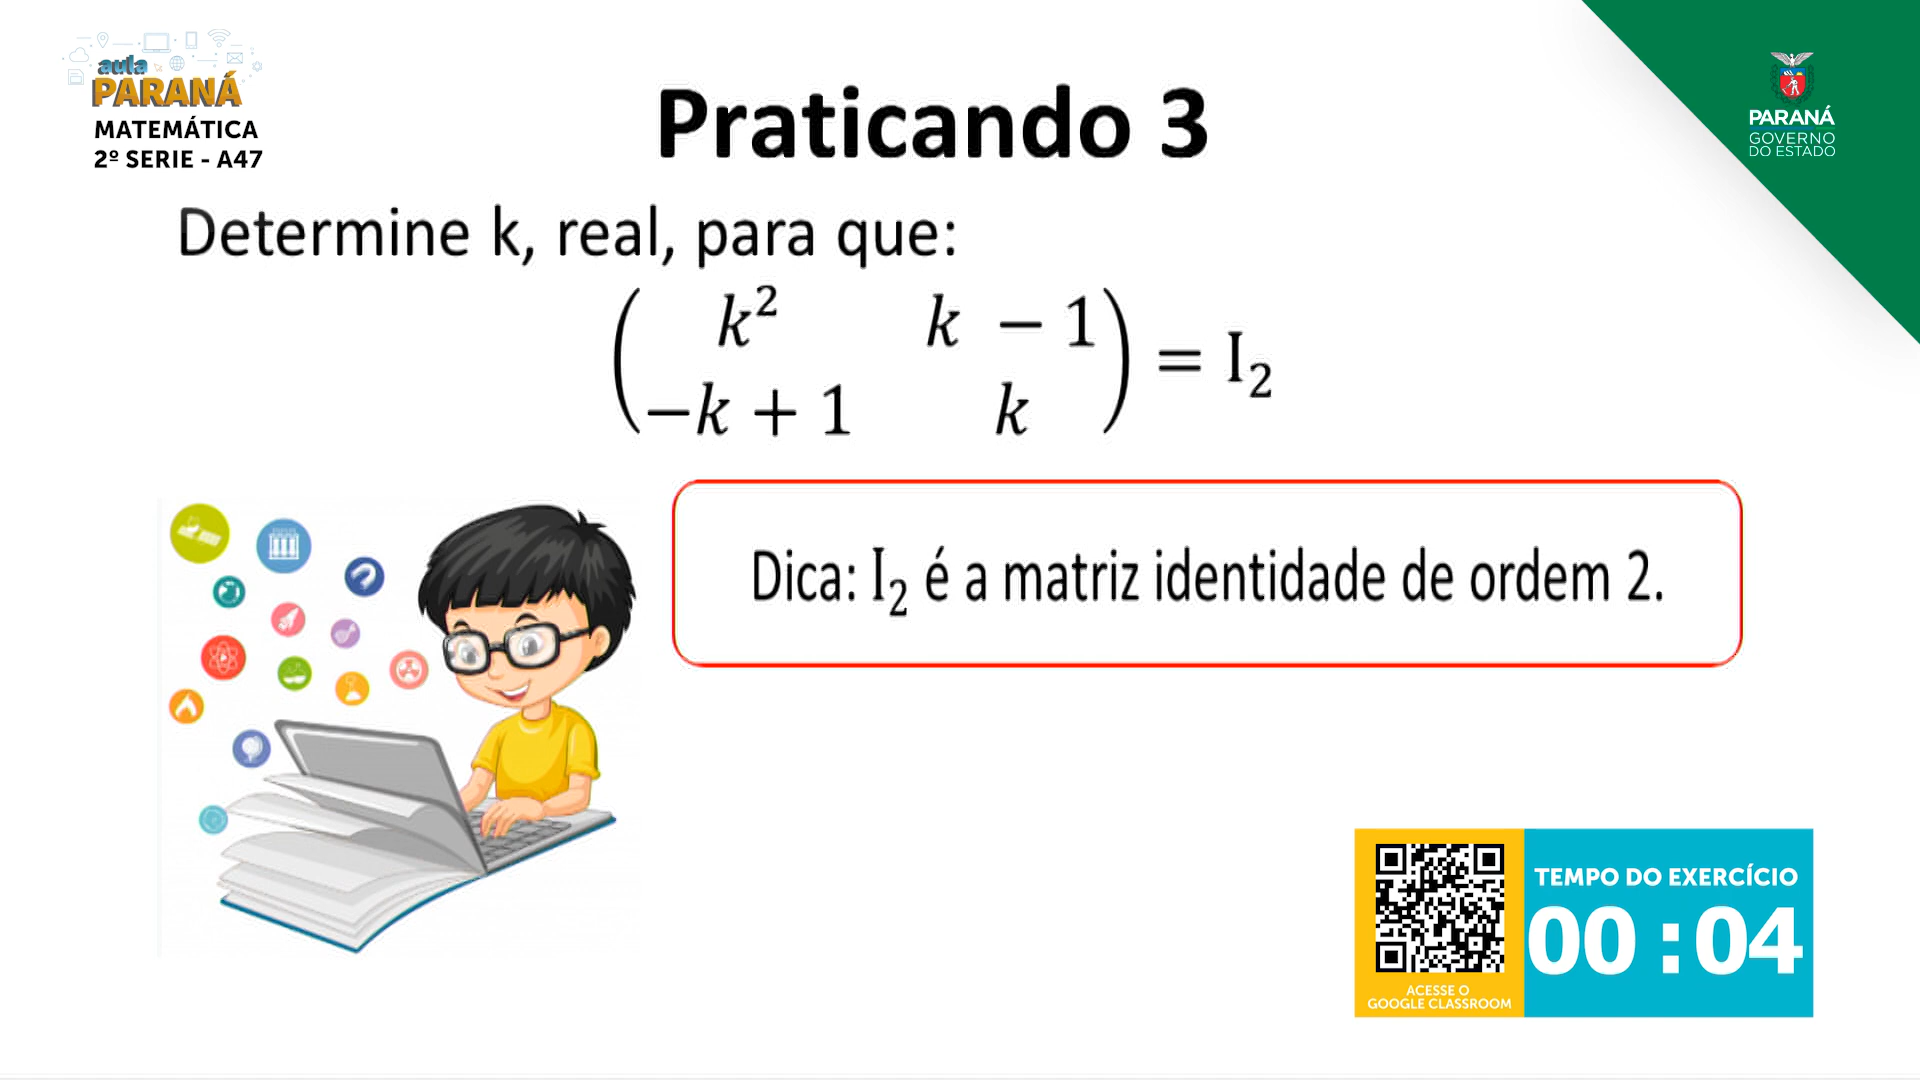 aula
PARANÁ
MATEMÁTICA
2º SERIE - A47
PARANÁ
GOVERNO
DO ESTADO
Praticando 3
Determine k, real, para que:
k² k − 1
−k + 1 k
= I₂
Dica: I₂ é a matriz identidade de ordem 2.
ACESSE O
GOOGLE CLASSROOM
TEMPO DO EXERCÍCIO
00:04